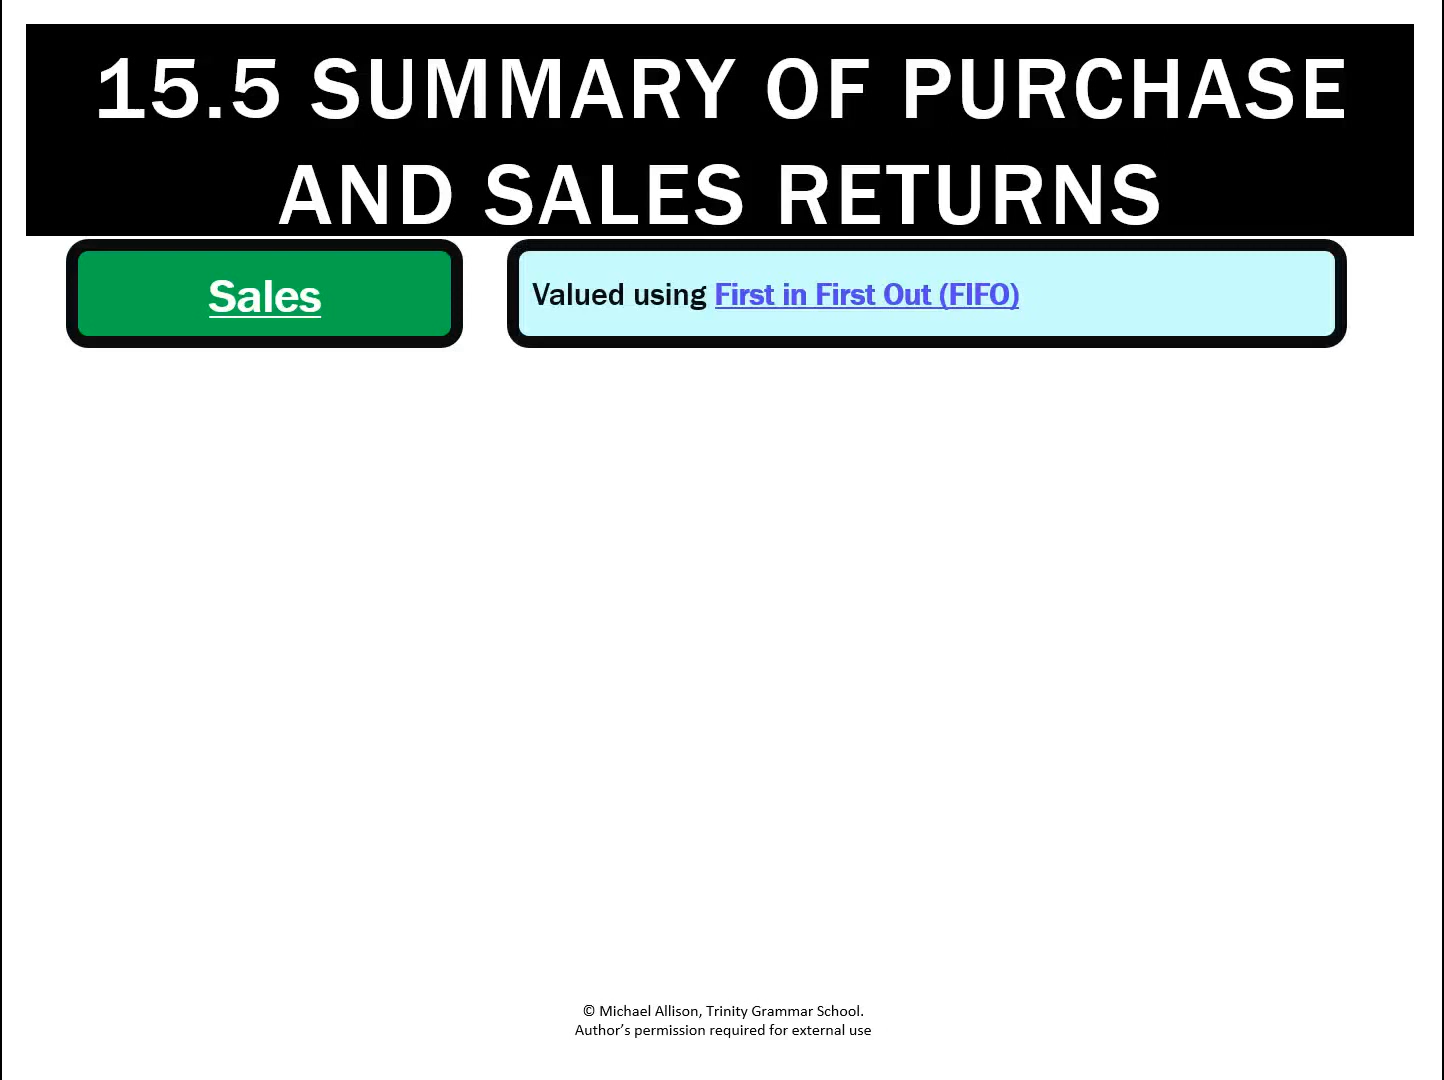 15.5 SUMMARY OF PURCHASE
AND SALES RETURNS
Sales
Valued using First in First Out (FIFO)
© Michael Allison, Trinity Grammar School.
Author’s permission required for external use